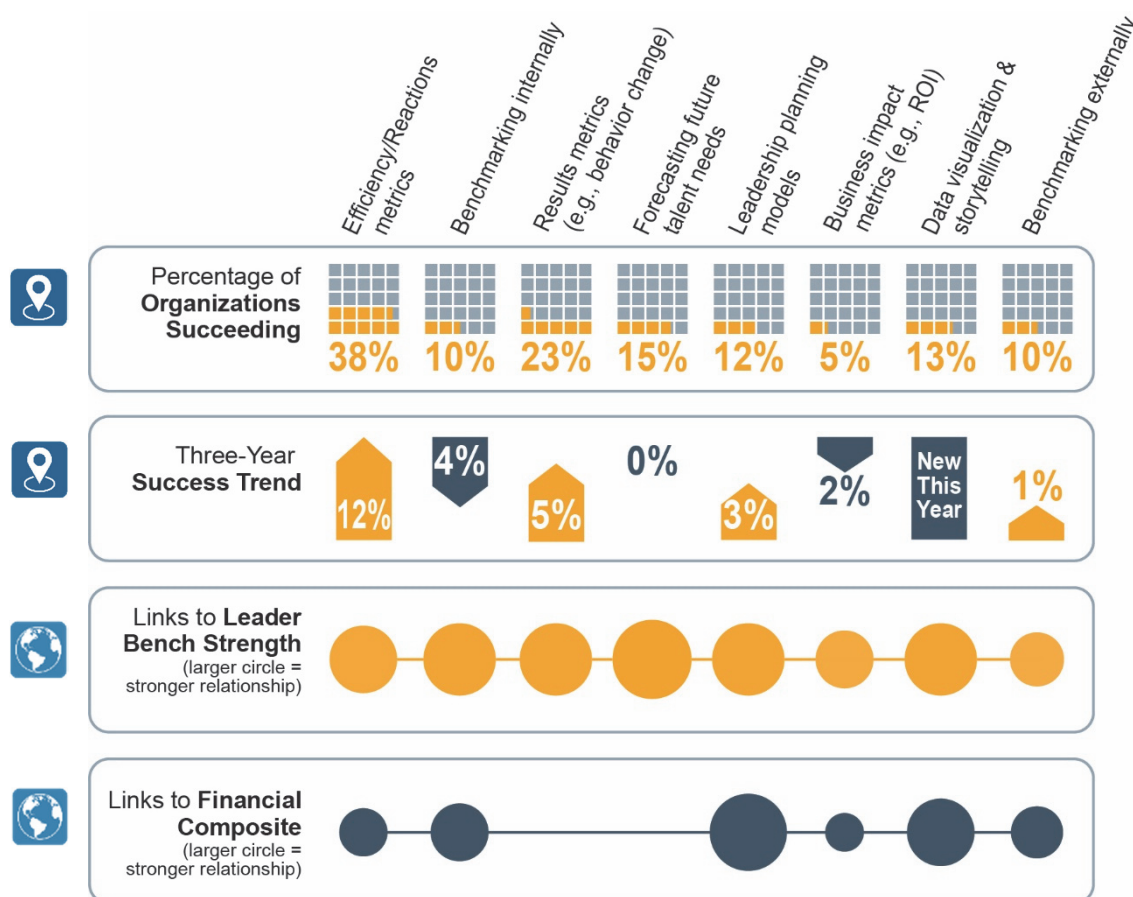 Efficiency/Reactions
metrics
Benchmarking internally
Results metrics
(e.g., behavior change)
Forecasting future
talent needs
Leadership planning
models
Business impact
metrics (e.g., ROI)
Data visualization &
storytelling
Benchmarking externally
Percentage of
Organizations
Succeeding
38% 10% 23% 15% 12% 5% 13% 10%
Three-Year
Success Trend
12%
4%
5%
0%
3%
2%
New
This
Year
1%
Links to Leader
Bench Strength
(larger circle =
stronger relationship)
Links to Financial
Composite
(larger circle =
stronger relationship)